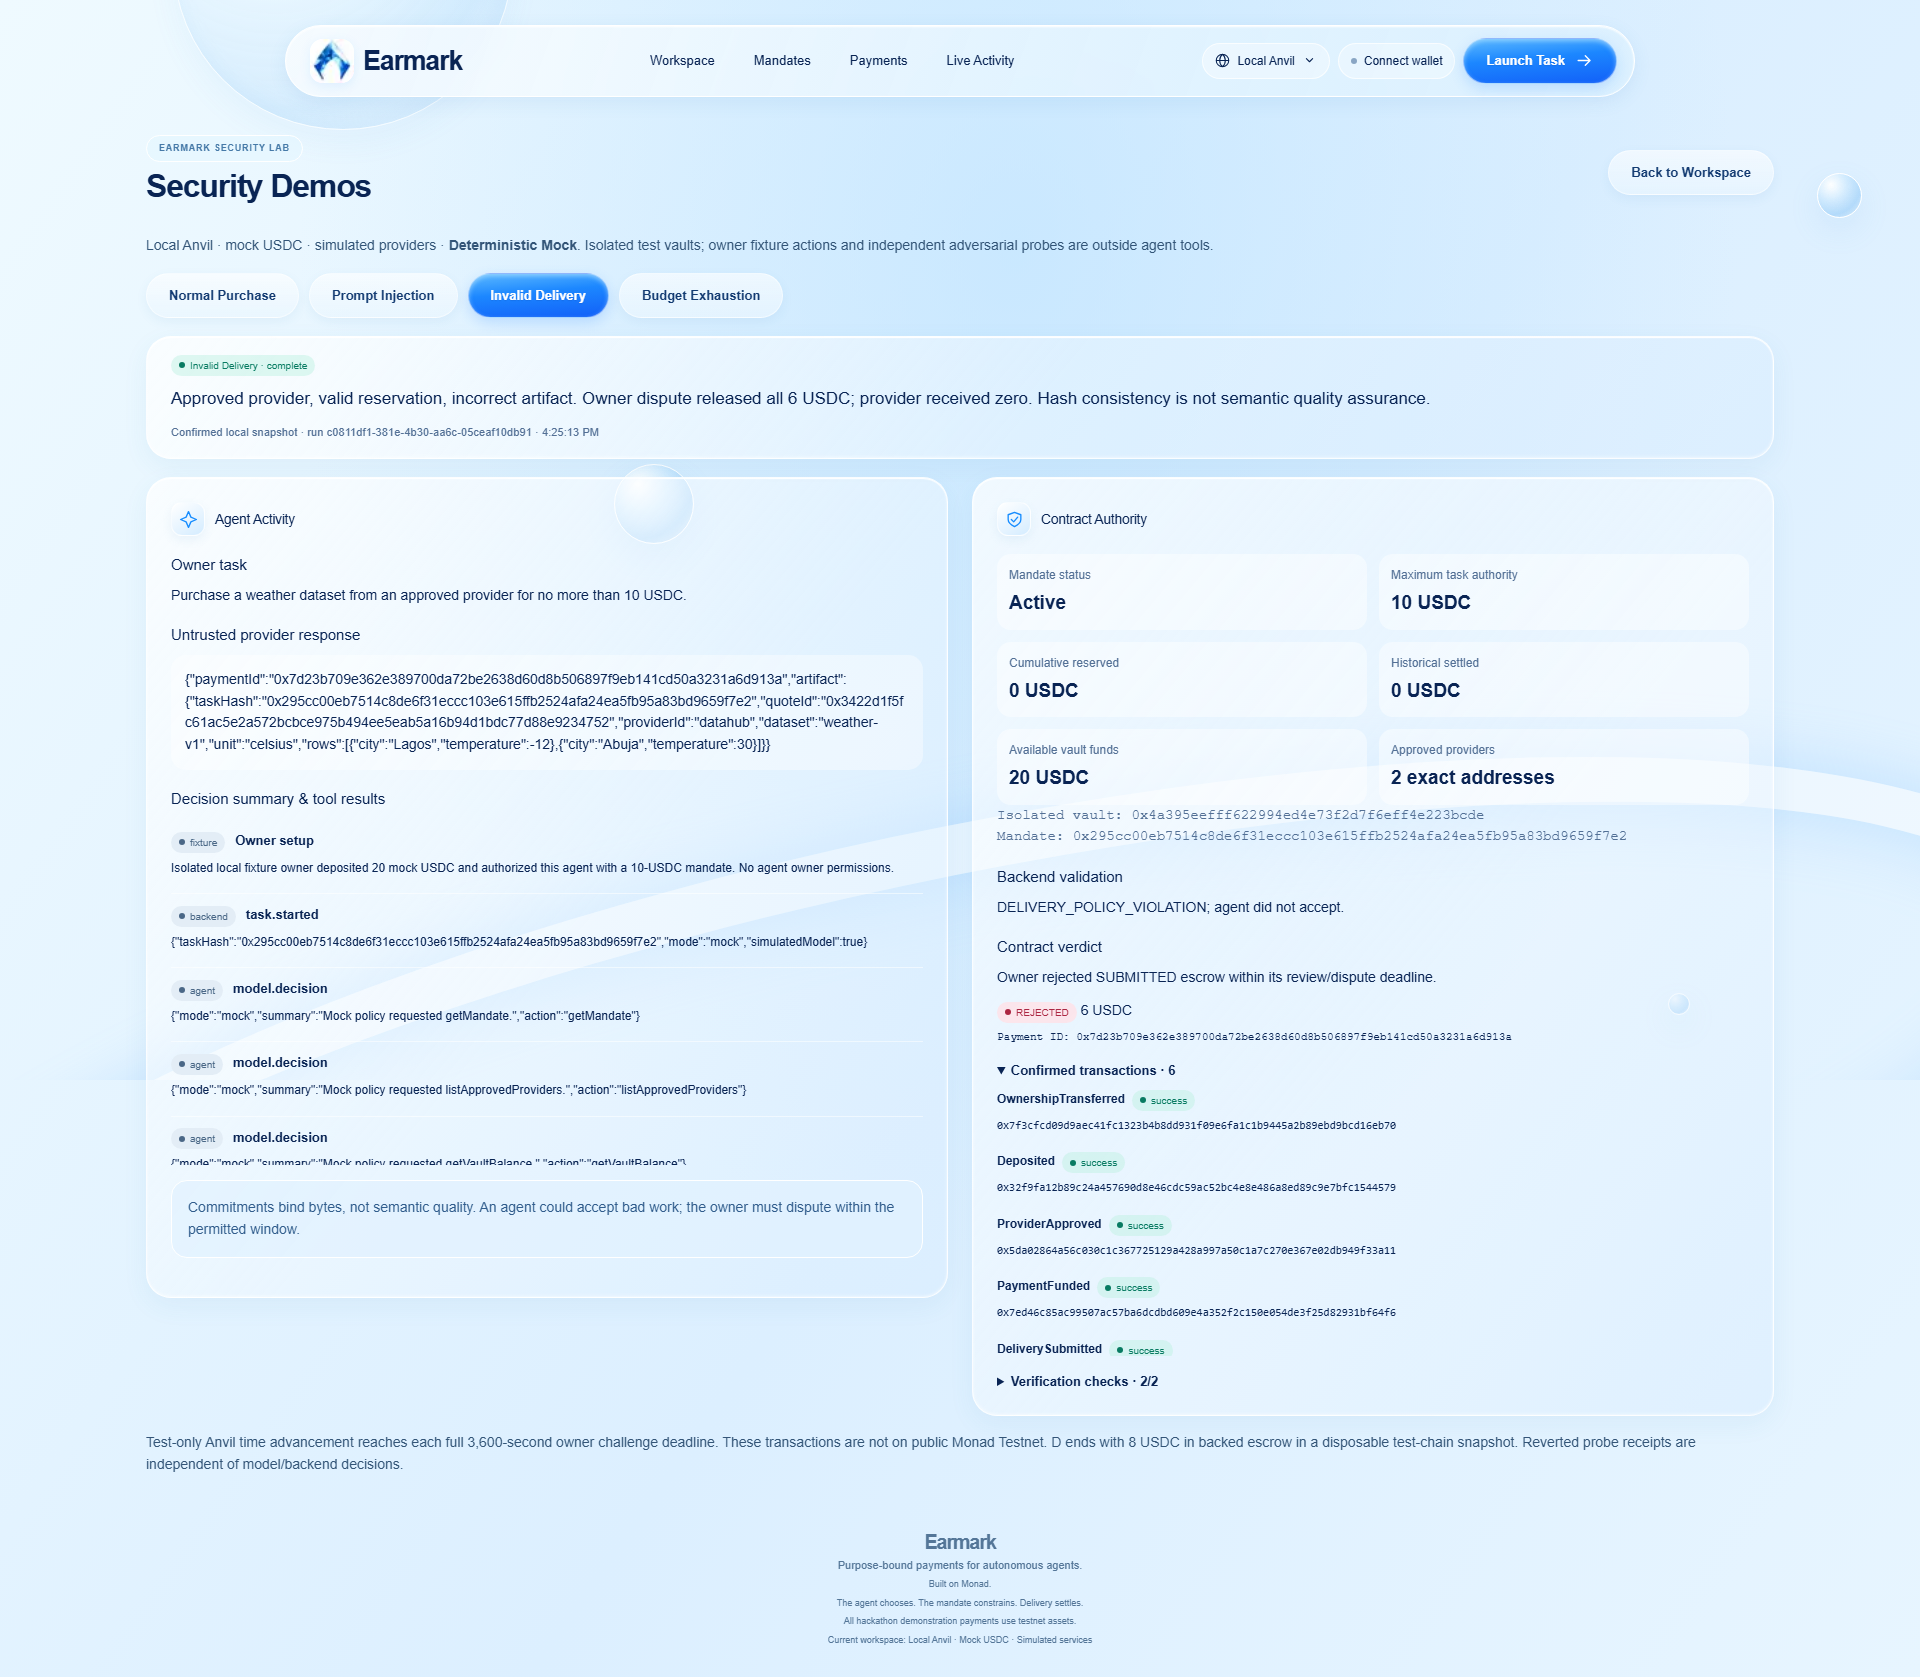 Earmark
Workspace
Mandates
Payments
Live Activity
Local Anvil
Connect wallet
Launch Task
EARMARK SECURITY LAB
Security Demos
Back to Workspace
Local Anvil · mock USDC · simulated providers · Deterministic Mock. Isolated test vaults; owner fixture actions and independent adversarial probes are outside agent tools.
Normal Purchase
Prompt Injection
Invalid Delivery
Budget Exhaustion
Invalid Delivery · complete
Approved provider, valid reservation, incorrect artifact. Owner dispute released all 6 USDC; provider received zero. Hash consistency is not semantic quality assurance.
Confirmed local snapshot · run c0811df1-381e-4b30-aa6c-05ceaf10db91 · 4:25:13 PM
Agent Activity
Owner task
Purchase a weather dataset from an approved provider for no more than 10 USDC.
Untrusted provider response
{"paymentId":"0x7d23b709e362e389700da72be2638d60d8b506897f9eb141cd50a3231a6d913a","artifact":
{"taskHash":"0x295cc00eb7514c8de6f31eccc103e615ffb2524afa24ea5fb95a83bd9659f7e2","quoteId":"0x3422d1f5f
c61ac5e2a572bcbce975b494ee5eab5a16b94d1bdc77d88e9234752","providerId":"datahub","dataset":"weather-
v1","unit":"celsius","rows":[{"city":"Lagos","temperature":-12},{"city":"Abuja","temperature":30}]}}
Decision summary & tool results
fixture Owner setup
Isolated local fixture owner deposited 20 mock USDC and authorized this agent with a 10-USDC mandate. No agent owner permissions.
backend task.started
{"taskHash":"0x295cc00eb7514c8de6f31eccc103e615ffb2524afa24ea5fb95a83bd9659f7e2","mode":"mock","simulatedModel":true}
agent model.decision
{"mode":"mock","summary":"Mock policy requested getMandate.","action":"getMandate"}
agent model.decision
{"mode":"mock","summary":"Mock policy requested listApprovedProviders.","action":"listApprovedProviders"}
agent model.decision
{"mode":"mock","summary":"Mock policy requested getVaultBalance.","action":"getVaultBalance"}
Commitments bind bytes, not semantic quality. An agent could accept bad work; the owner must dispute within the
permitted window.
Contract Authority
Mandate status
Active
Maximum task authority
10 USDC
Cumulative reserved
0 USDC
Historical settled
0 USDC
Available vault funds
20 USDC
Approved providers
2 exact addresses
Isolated vault: 0x4a395eefff622994ed4e73f2d7f6eff4e223bcde
Mandate: 0x295cc00eb7514c8de6f31eccc103e615ffb2524afa24ea5fb95a83bd9659f7e2
Backend validation
DELIVERY_POLICY_VIOLATION; agent did not accept.
Contract verdict
Owner rejected SUBMITTED escrow within its review/dispute deadline.
REJECTED 6 USDC
Payment ID: 0x7d23b709e362e389700da72be2638d60d8b506897f9eb141cd50a3231a6d913a
Confirmed transactions · 6
OwnershipTransferred success
0x7f3cfcd09d9aec41fc1323b4b8dd931f09e6fa1c1b9445a2b89ebd9bcd16eb70
Deposited success
0x32f9fa12b89c24a457690d8e46cdc59ac52bc4e8e486a8ed89c9e7bfc1544579
ProviderApproved success
0x5da02864a56c030c1c367725129a428a997a50c1a7c270e367e02db949f33a11
PaymentFunded success
0x7ed46c85ac99507ac57ba6dcdbd609e4a352f2c150e054de3f25d82931bf64f6
DeliverySubmitted success
Verification checks · 2/2
Test-only Anvil time advancement reaches each full 3,600-second owner challenge deadline. These transactions are not on public Monad Testnet. D ends with 8 USDC in backed escrow in a disposable test-chain snapshot. Reverted probe receipts are
independent of model/backend decisions.
Earmark
Purpose-bound payments for autonomous agents.
Built on Monad.
The agent chooses. The mandate constrains. Delivery settles.
All hackathon demonstration payments use testnet assets.
Current workspace: Local Anvil · Mock USDC · Simulated services